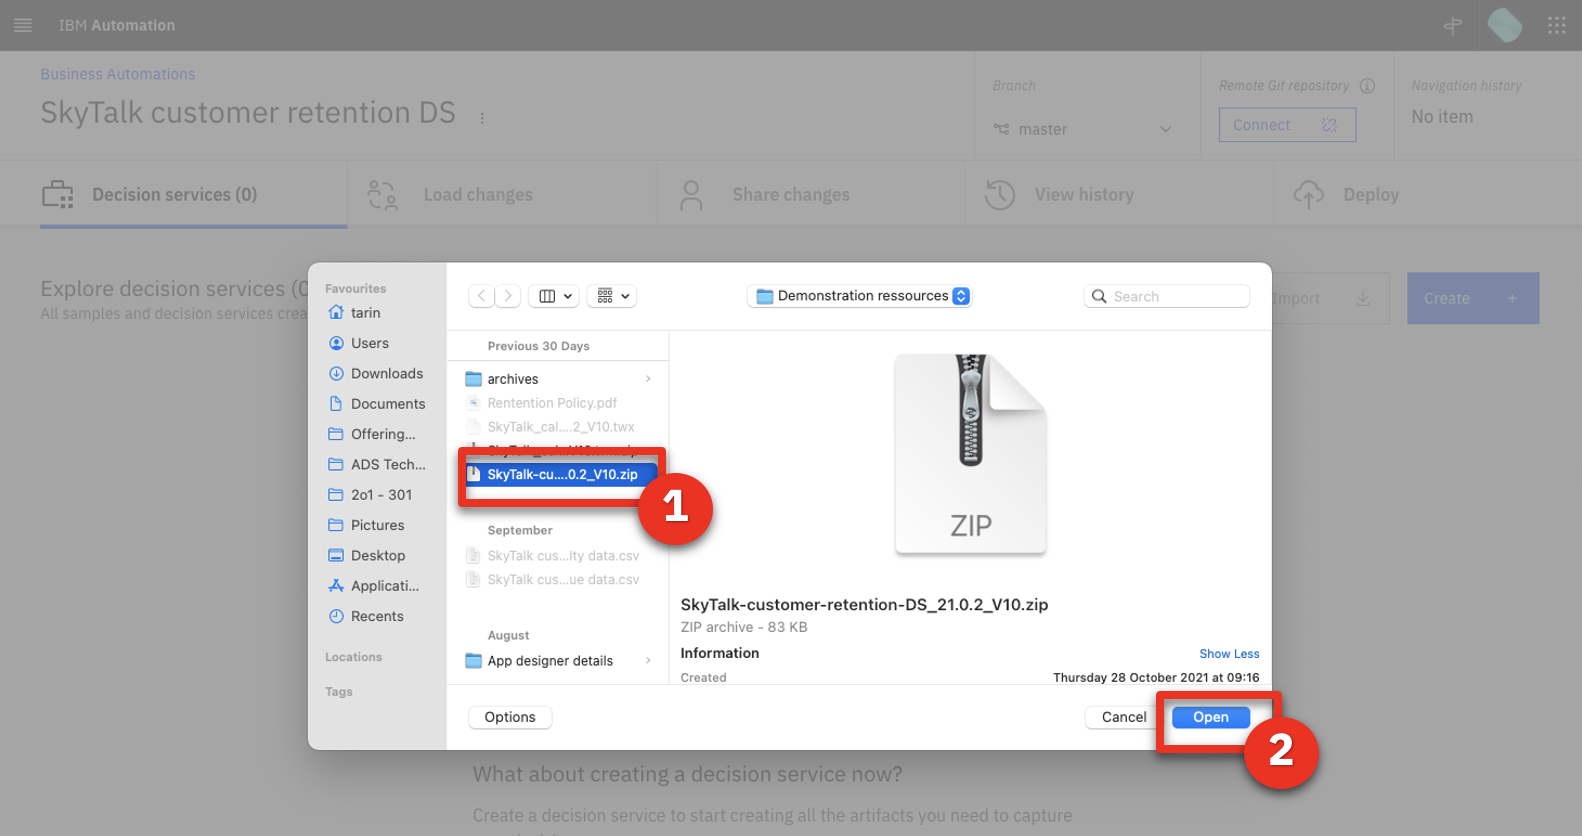 IBM Automation
Business Automations
SkyTalk customer retention DS
Branch
master
Remote Git repository
Connect
Navigation history
No item
Decision services (0)
Load changes
Share changes
View history
Deploy
Explore decision services (0
All samples and decision services crea
Import
Create +
Favourites
tarin
Users
Downloads
Documents
Offering...
ADS Tech...
2o1 - 301
Pictures
Desktop
Applicati...
Recents
Locations
Tags
Demonstration ressources
Search
Previous 30 Days
archives
Rentention Policy.pdf
SkyTalk_cal....2_V10.twx
SkyTalk-cu....0.2_V10.zip
1
September
SkyTalk cus...lty data.csv
SkyTalk cus...ue data.csv
August
App designer details
ZIP
SkyTalk-customer-retention-DS_21.0.2_V10.zip
ZIP archive - 83 KB
Information
Show Less
Created
Thursday 28 October 2021 at 09:16
Options
Cancel
Open
2
What about creating a decision service now?
Create a decision service to start creating all the artifacts you need to capture